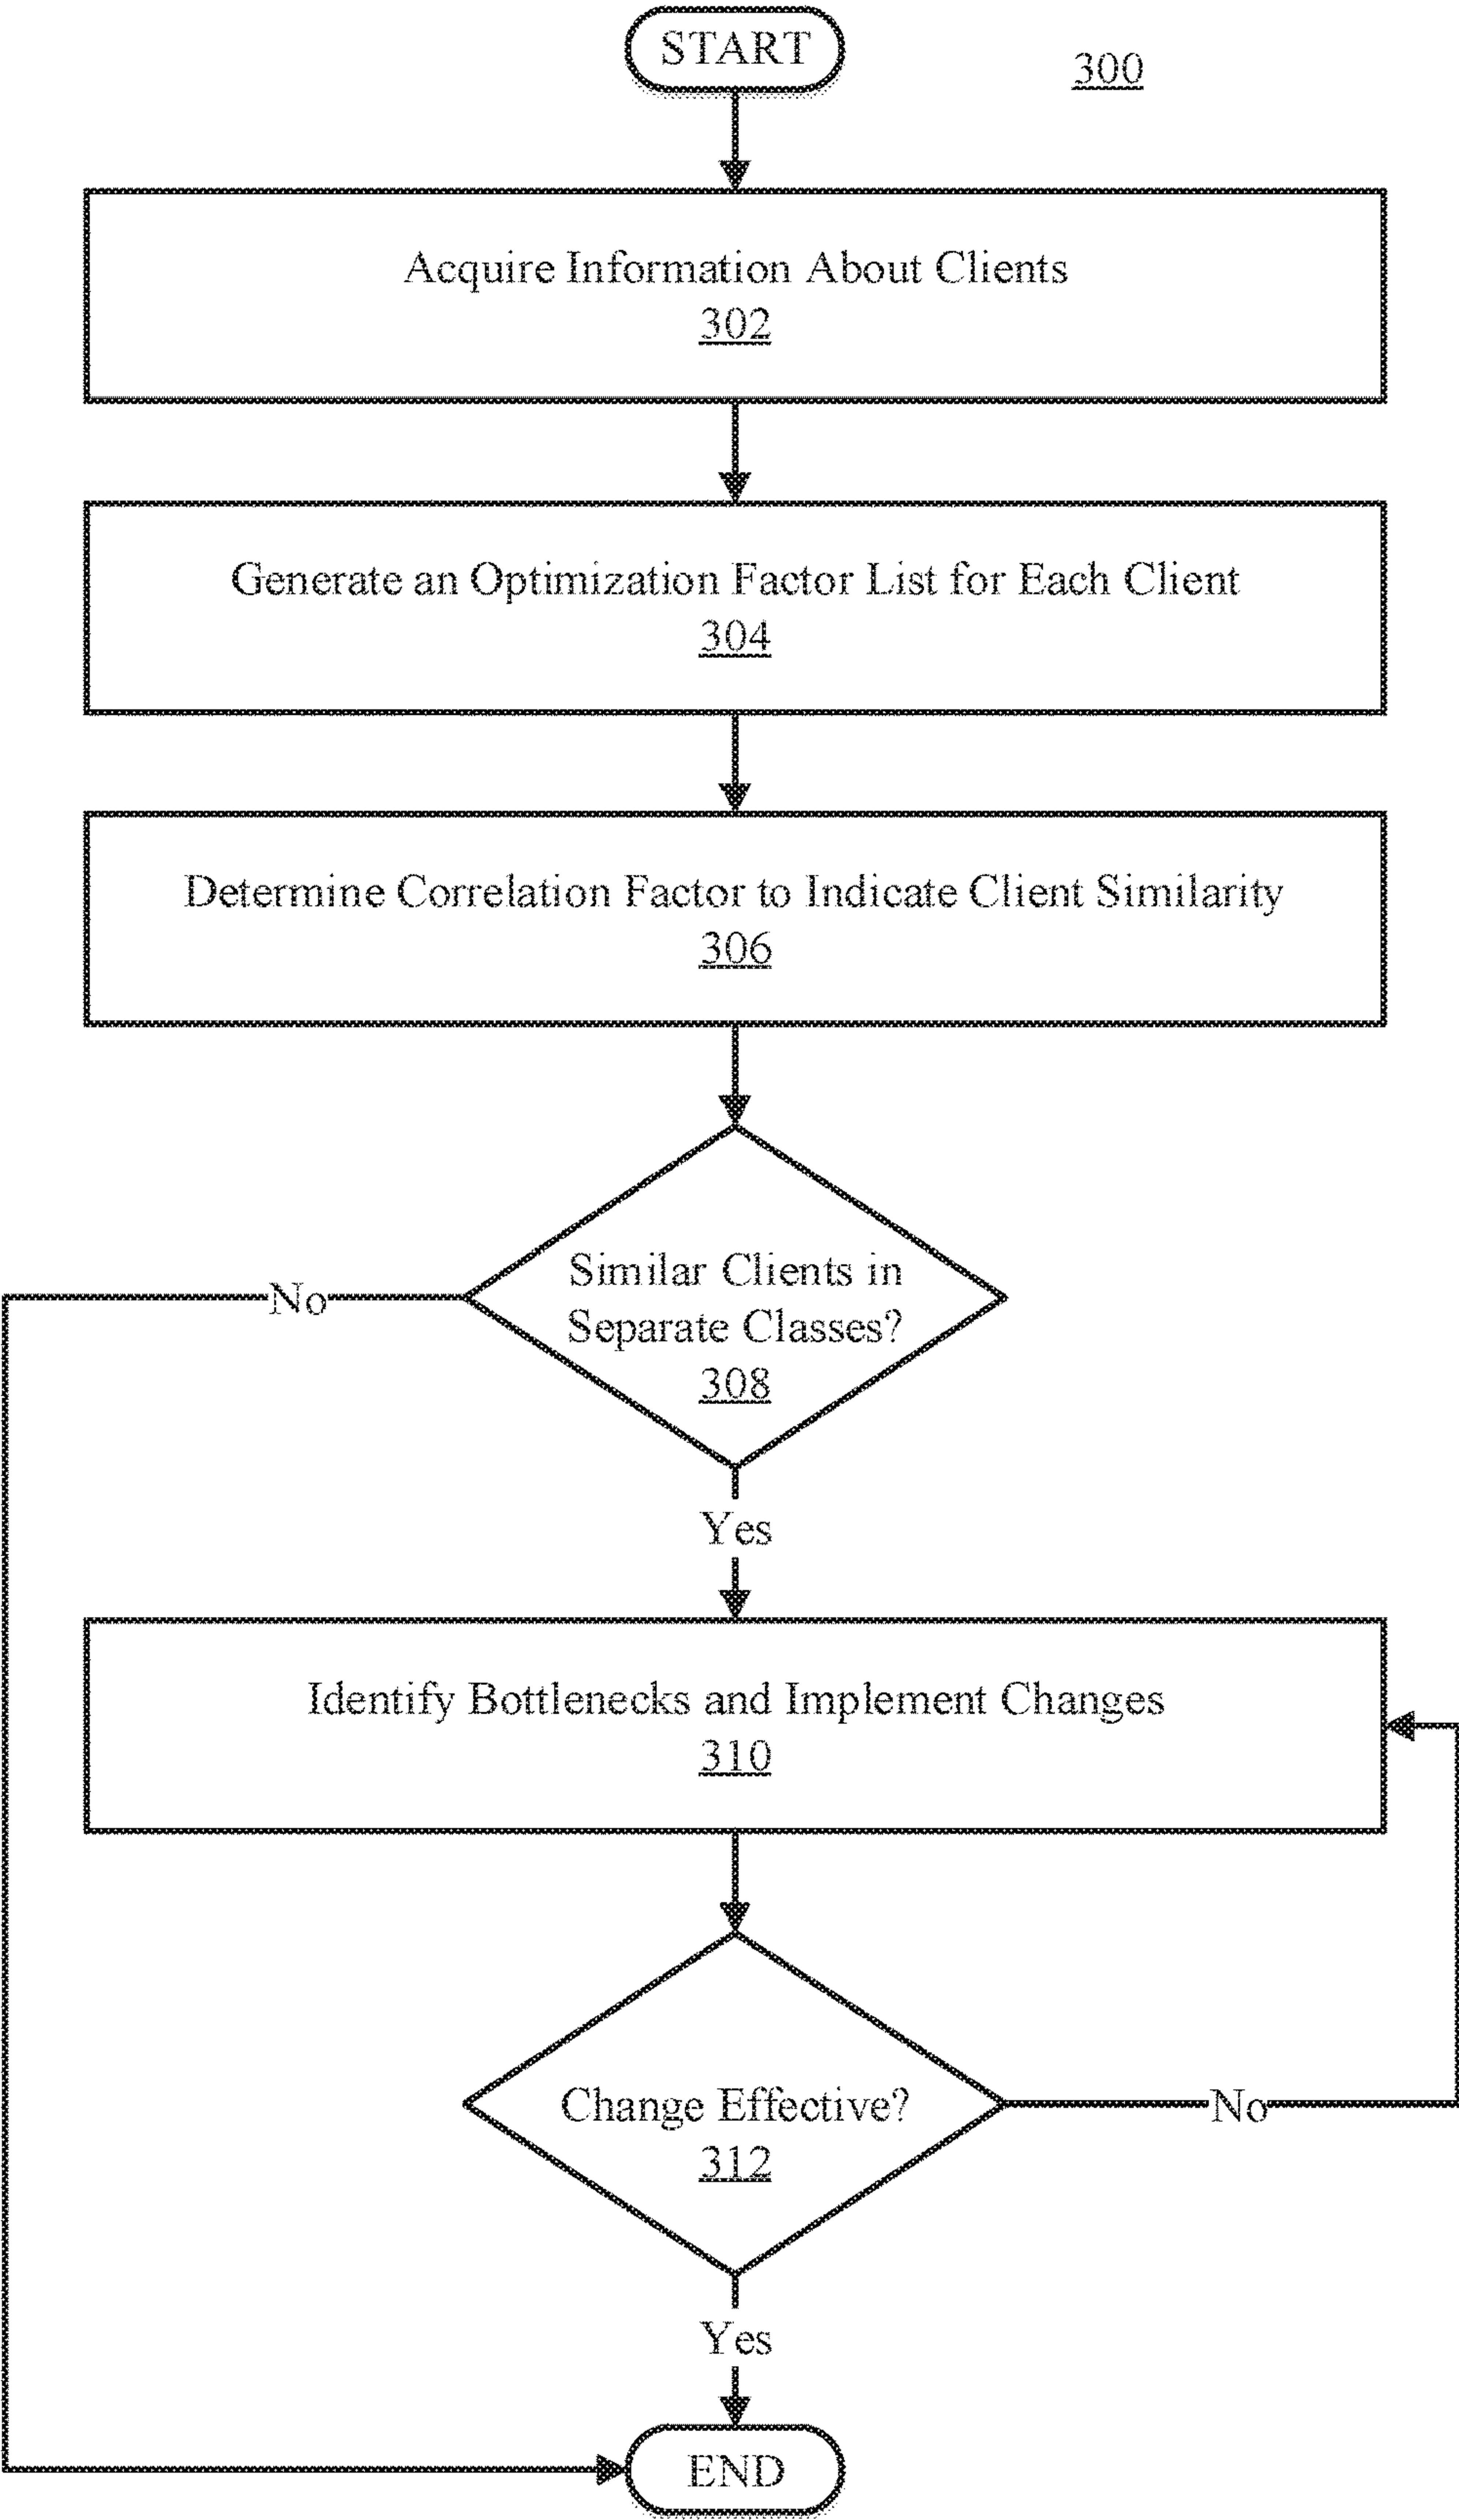 START
300
Acquire Information About Clients
302
Generate an Optimization Factor List for Each Client
304
Determine Correlation Factor to Indicate Client Similarity
306
Similar Clients in
Separate Classes?
308
No
Yes
Identify Bottlenecks and Implement Changes
310
Change Effective?
312
No
Yes
END